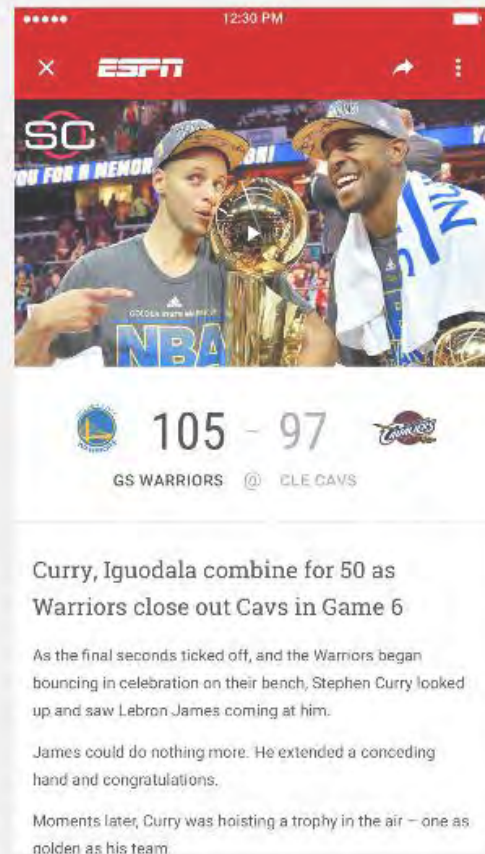 12:30 PM
ESPN
SC
YOU FOR A MEMOR
GOLDEN STATE
NBA
105 - 97
WARRIORS
CAVALIERS
GS WARRIORS @ CLE CAVS
Curry, Iguodala combine for 50 as
Warriors close out Cavs in Game 6
As the final seconds ticked off, and the Warriors began
bouncing in celebration on their bench, Stephen Curry looked
up and saw Lebron James coming at him.
James could do nothing more. He extended a conceding
hand and congratulations.
Moments later, Curry was hoisting a trophy in the air – one as
golden as his team.